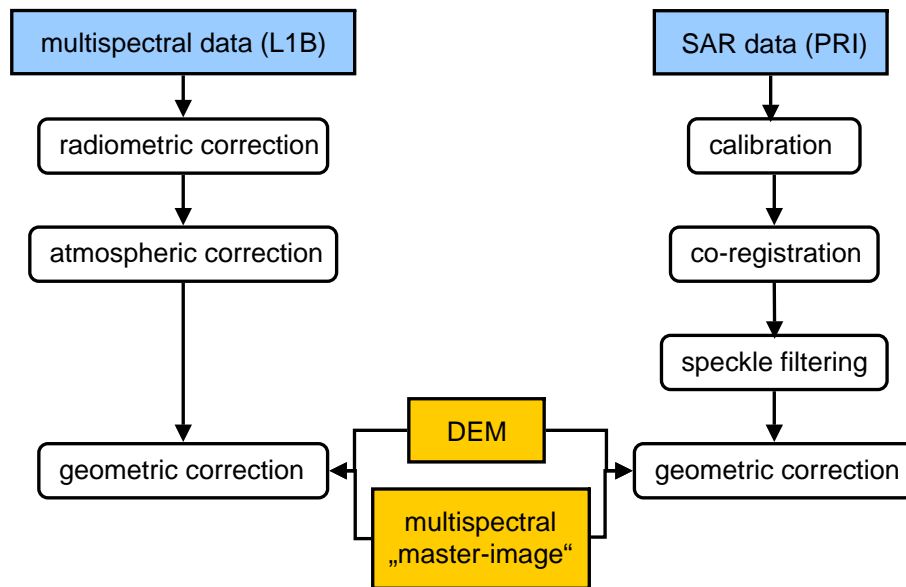 multispectral data (L1B)
SAR data (PRI)
radiometric correction
calibration
atmospheric correction
co-registration
speckle filtering
DEM
geometric correction
geometric correction
multispectral
„master-image“